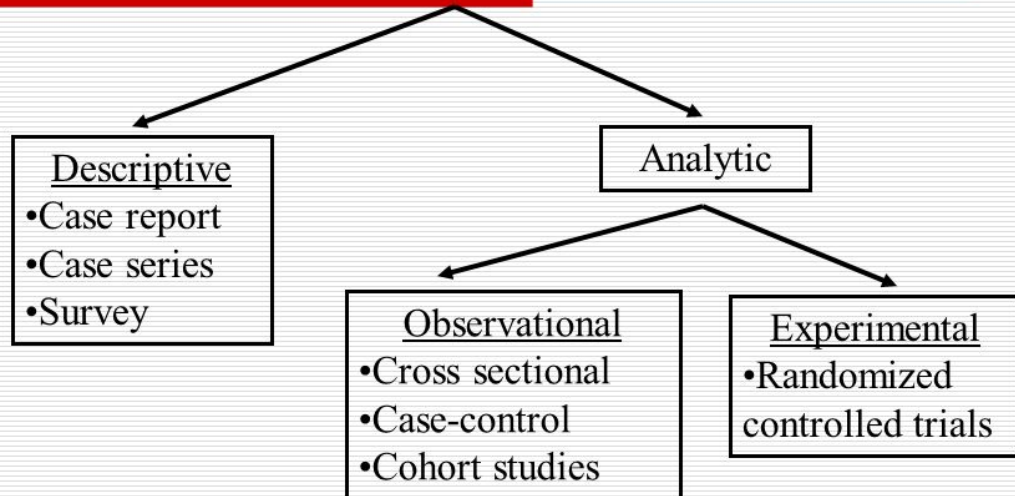 Descriptive
•Case report
•Case series
•Survey
Analytic
Observational
•Cross sectional
•Case-control
•Cohort studies
Experimental
•Randomized
controlled trials